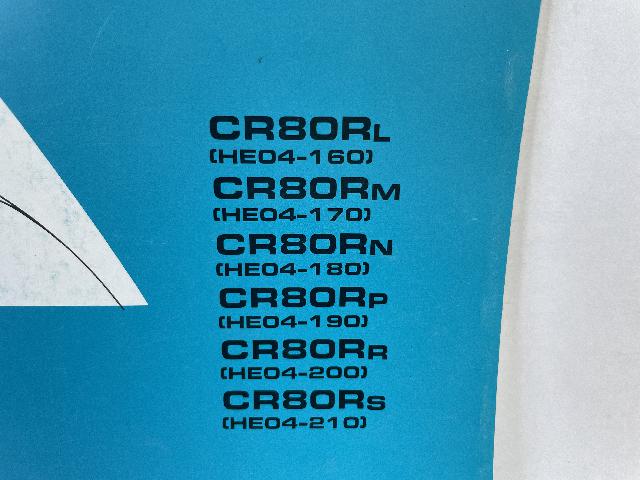 CR80RL
(HE04-160)
CR80RM
(HE04-170)
CR80RN
(HE04-180)
CR80RP
(HE04-190)
CR80RR
(HE04-200)
CR80RS
(HE04-210)